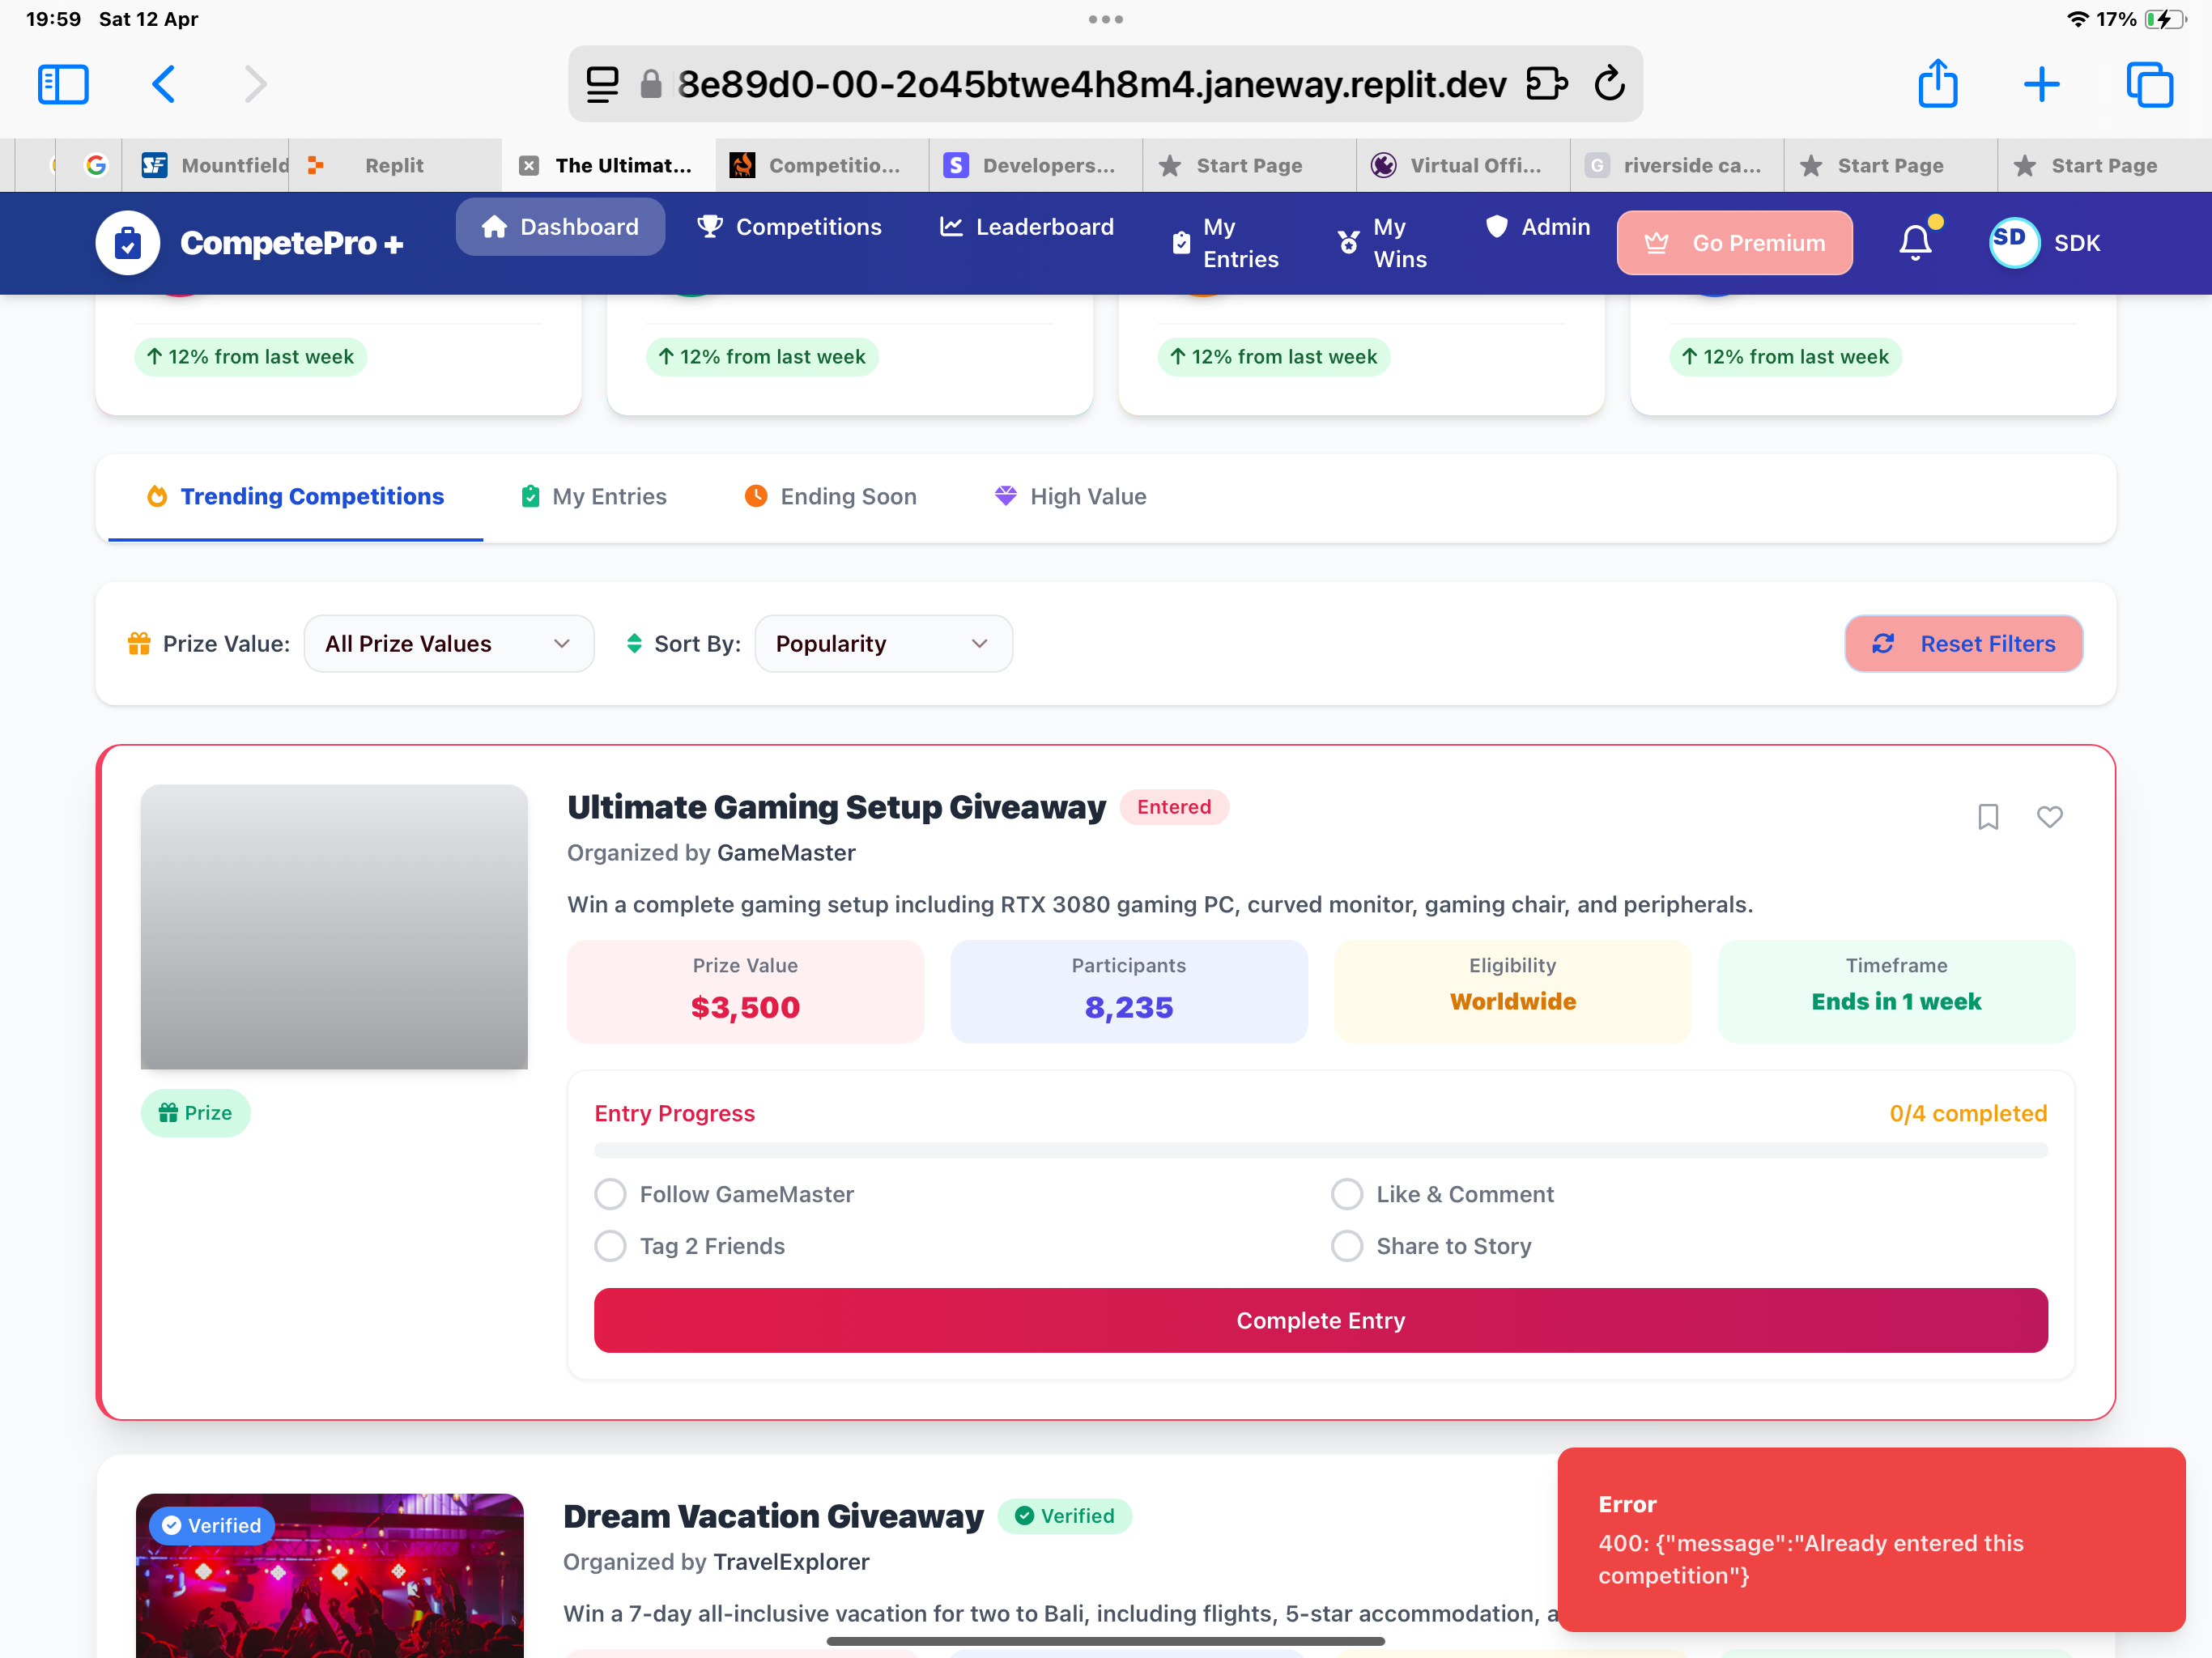 19:59 Sat 12 Apr
17%
8e89d0-00-2o45btwe4h8m4.janeway.replit.dev
Mountfield
Replit
The Ultimat...
Competitio...
Developers...
Start Page
Virtual Offi...
riverside ca...
Start Page
Start Page
CompetePro +
Dashboard
Competitions
Leaderboard
My Entries
My Wins
Admin
Go Premium
SD
SDK
12% from last week
12% from last week
12% from last week
12% from last week
Trending Competitions
My Entries
Ending Soon
High Value
Prize Value:
All Prize Values
Sort By:
Popularity
Reset Filters
Ultimate Gaming Setup Giveaway
Entered
Organized by GameMaster
Win a complete gaming setup including RTX 3080 gaming PC, curved monitor, gaming chair, and peripherals.
Prize Value
$3,500
Participants
8,235
Eligibility
Worldwide
Timeframe
Ends in 1 week
Prize
Entry Progress
0/4 completed
Follow GameMaster
Like & Comment
Tag 2 Friends
Share to Story
Complete Entry
Verified
Dream Vacation Giveaway
Verified
Organized by TravelExplorer
Win a 7-day all-inclusive vacation for two to Bali, including flights, 5-star accommodation, a
Error
400: {"message":"Already entered this
competition"}